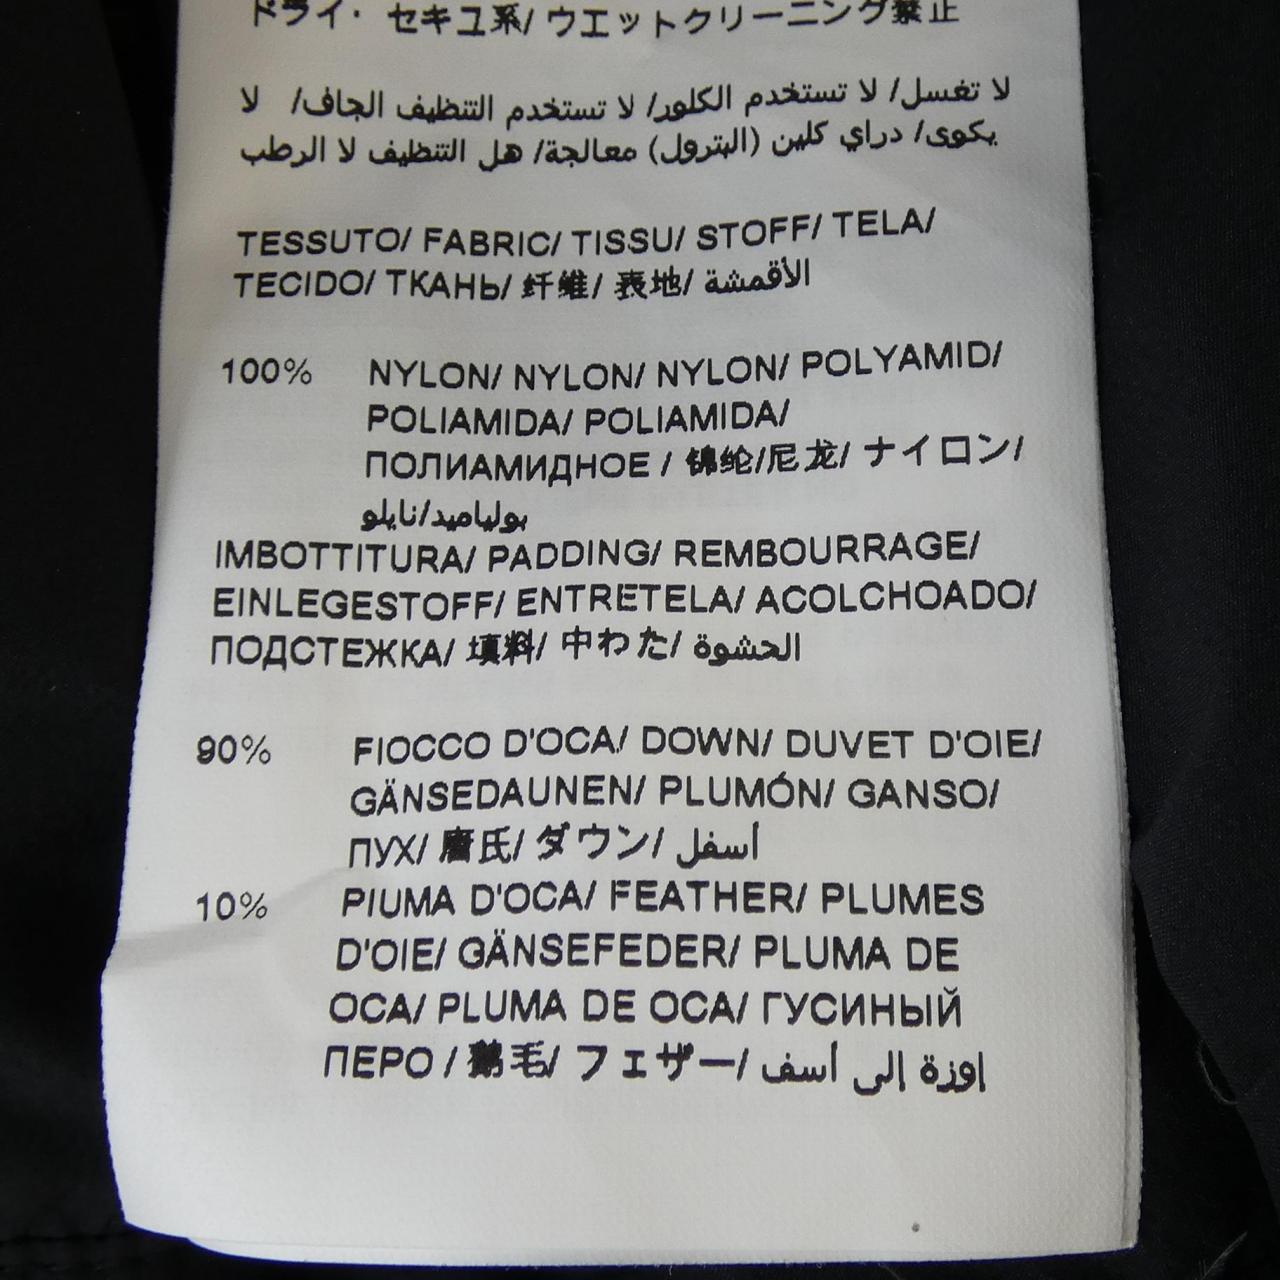 ドライ・セキユ系/ ウエットクリーニング禁止
لا تغسل/ لا تستخدم الكلور/ لا تستخدم التنظيف الجاف/ لا
يكوى/ دراي كلين (البترول) معالجة/ هل التنظيف لا الرطب
TESSUTO/ FABRIC/ TISSU/ STOFF/ TELA/
TECIDO/ ТКАНЬ/ 纤维/ 表地/ الأقمشة
100% NYLON/ NYLON/ NYLON/ POLYAMID/
POLIAMIDA/ POLIAMIDA/
ПОЛИАМИДНОЕ / 锦纶/尼龙/ ナイロン/
بولياميد/نايلو
IMBOTTITURA/ PADDING/ REMBOURRAGE/
EINLEGESTOFF/ ENTRETELA/ ACOLCHOADO/
ПОДСТЕЖКА/ 填料/ 中わた/ الحشوة
90% FIOCCO D'OCA/ DOWN/ DUVET D'OIE/
GÄNSEDAUNEN/ PLUMÓN/ GANSO/
ПУХ/ 唐氏/ ダウン/ أسفل
10% PIUMA D'OCA/ FEATHER/ PLUMES
D'OIE/ GÄNSEFEDER/ PLUMA DE
OCA/ PLUMA DE OCA/ ГУСИНЫЙ
ПЕРО / 鹅毛/ フェザー/ اوزة إلى أسف